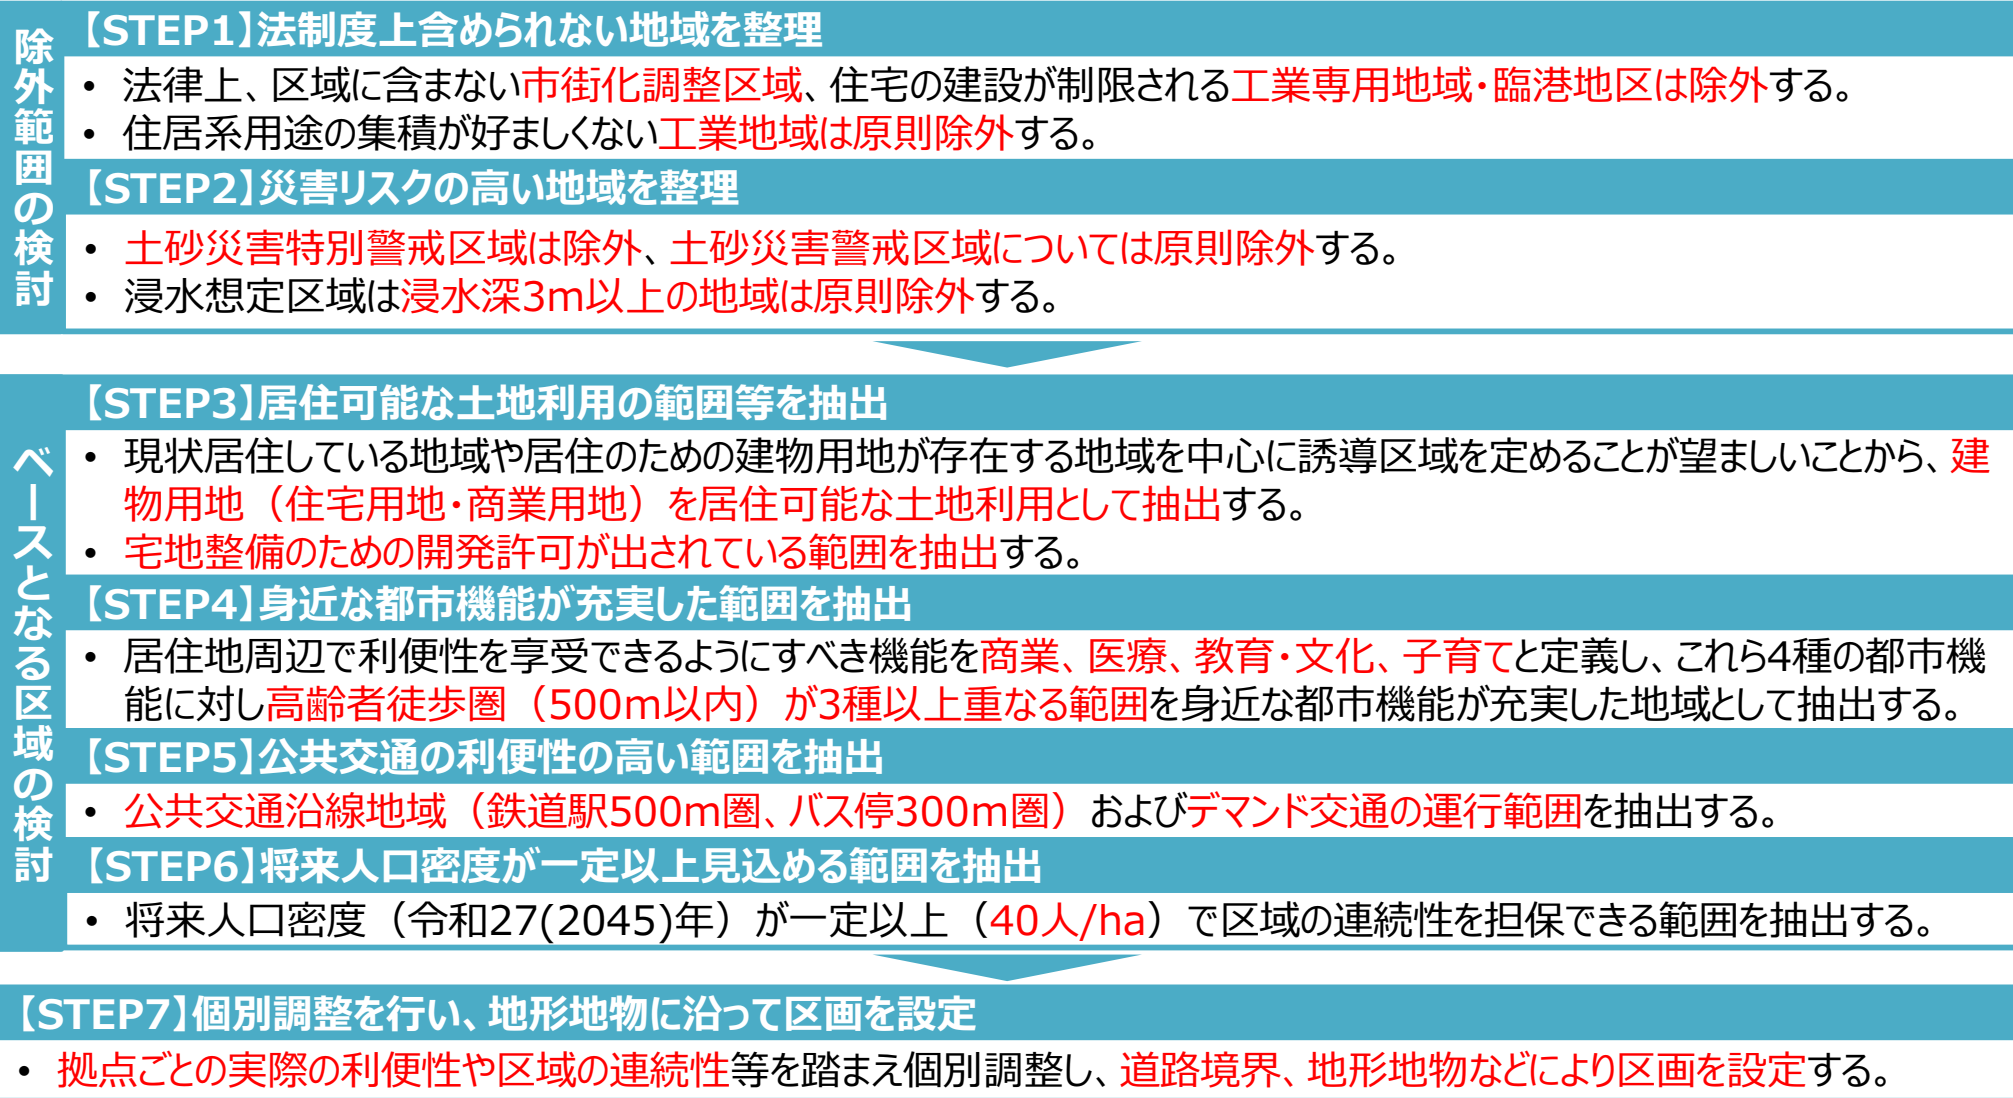 除外範囲の検討
【STEP1】法制度上含められない地域を整理
• 法律上、区域に含まない市街化調整区域、住宅の建設が制限される工業専用地域・臨港地区は除外する。
• 住居系用途の集積が好ましくない工業地域は原則除外する。
【STEP2】災害リスクの高い地域を整理
• 土砂災害特別警戒区域は除外、土砂災害警戒区域については原則除外する。
• 浸水想定区域は浸水深3m以上の地域は原則除外する。
ベースとなる区域の検討
【STEP3】居住可能な土地利用の範囲等を抽出
• 現状居住している地域や居住のための建物用地が存在する地域を中心に誘導区域を定めることが望ましいことから、建
物用地（住宅用地・商業用地）を居住可能な土地利用として抽出する。
• 宅地整備のための開発許可が出されている範囲を抽出する。
【STEP4】身近な都市機能が充実した範囲を抽出
• 居住地周辺で利便性を享受できるようにすべき機能を商業、医療、教育・文化、子育てと定義し、これら4種の都市機
能に対し高齢者徒歩圏（500m以内）が3種以上重なる範囲を身近な都市機能が充実した地域として抽出する。
【STEP5】公共交通の利便性の高い範囲を抽出
• 公共交通沿線地域（鉄道駅500m圏、バス停300m圏）およびデマンド交通の運行範囲を抽出する。
【STEP6】将来人口密度が一定以上見込める範囲を抽出
• 将来人口密度（令和27(2045)年）が一定以上（40人/ha）で区域の連続性を担保できる範囲を抽出する。
【STEP7】個別調整を行い、地形地物に沿って区画を設定
• 拠点ごとの実際の利便性や区域の連続性等を踏まえ個別調整し、道路境界、地形地物などにより区画を設定する。